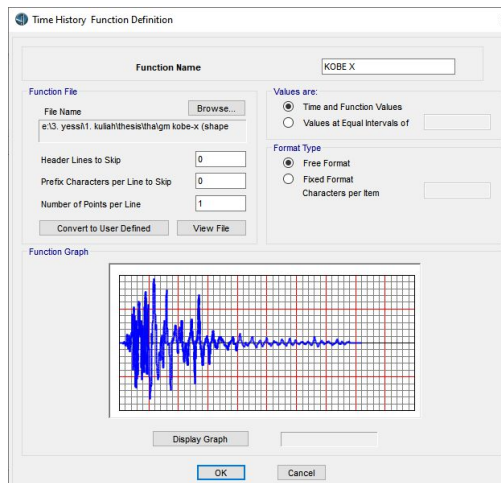 Time History Function Definition
Function Name
KOBE X
Function File
File Name
Browse...
e:\3. yessi\1. kuliah\thesis\tha\gm kobe-x (shape
Header Lines to Skip
0
Prefix Characters per Line to Skip
0
Number of Points per Line
1
Convert to User Defined
View File
Values are:
Time and Function Values
Values at Equal Intervals of
Format Type
Free Format
Fixed Format
Characters per Item
Function Graph
Display Graph
OK
Cancel